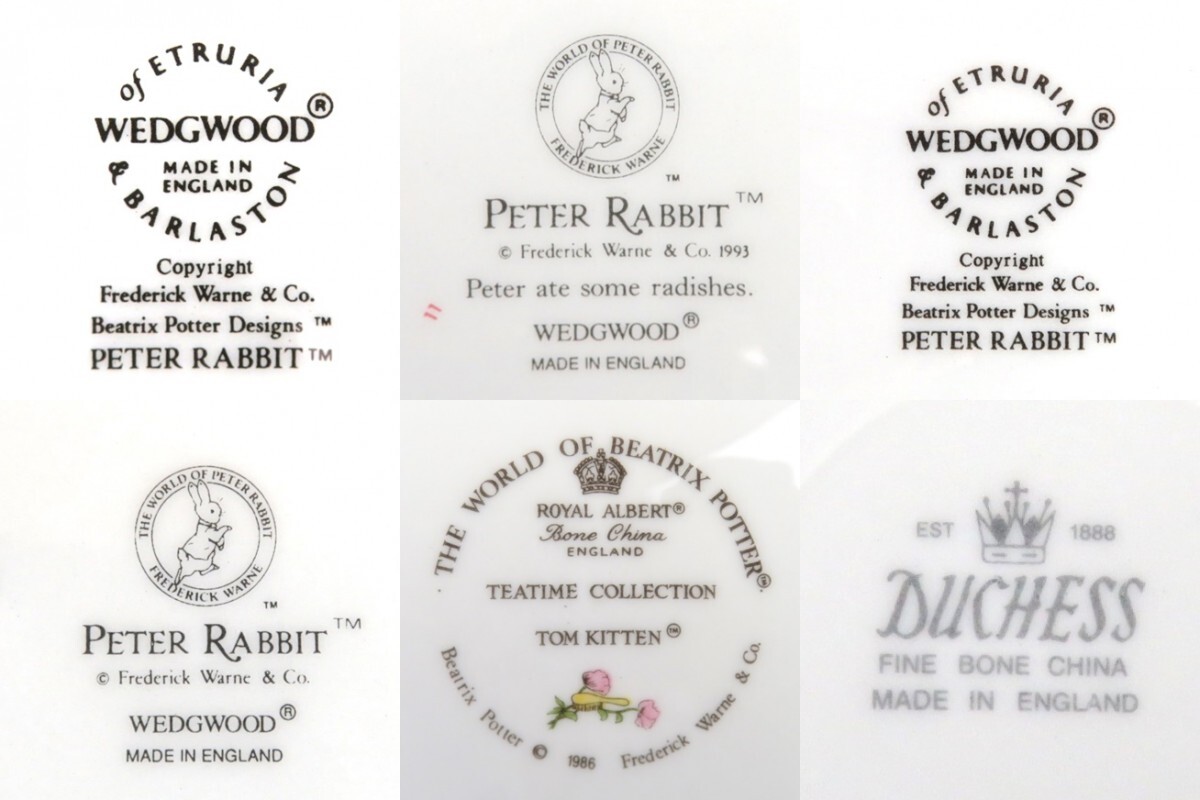 of ETRURIA
WEDGWOOD®
MADE IN
ENGLAND
& BARLASTON
Copyright
Frederick Warne & Co.
Beatrix Potter Designs ™
PETER RABBIT™
THE WORLD OF PETER RABBIT
FREDERICK WARNE
™
PETER RABBIT™
© Frederick Warne & Co. 1993
Peter ate some radishes.
WEDGWOOD®
MADE IN ENGLAND
of ETRURIA
WEDGWOOD®
MADE IN
ENGLAND
& BARLASTON
Copyright
Frederick Warne & Co.
Beatrix Potter Designs ™
PETER RABBIT™
THE WORLD OF PETER RABBIT
FREDERICK WARNE
™
PETER RABBIT™
© Frederick Warne & Co.
WEDGWOOD®
MADE IN ENGLAND
THE WORLD OF BEATRIX POTTER
ROYAL ALBERT®
Bone China
ENGLAND
TEATIME COLLECTION
TOM KITTEN™
Beatrix Potter © 1986 Frederick Warne & Co.
EST 1888
DUCHESS
FINE BONE CHINA
MADE IN ENGLAND